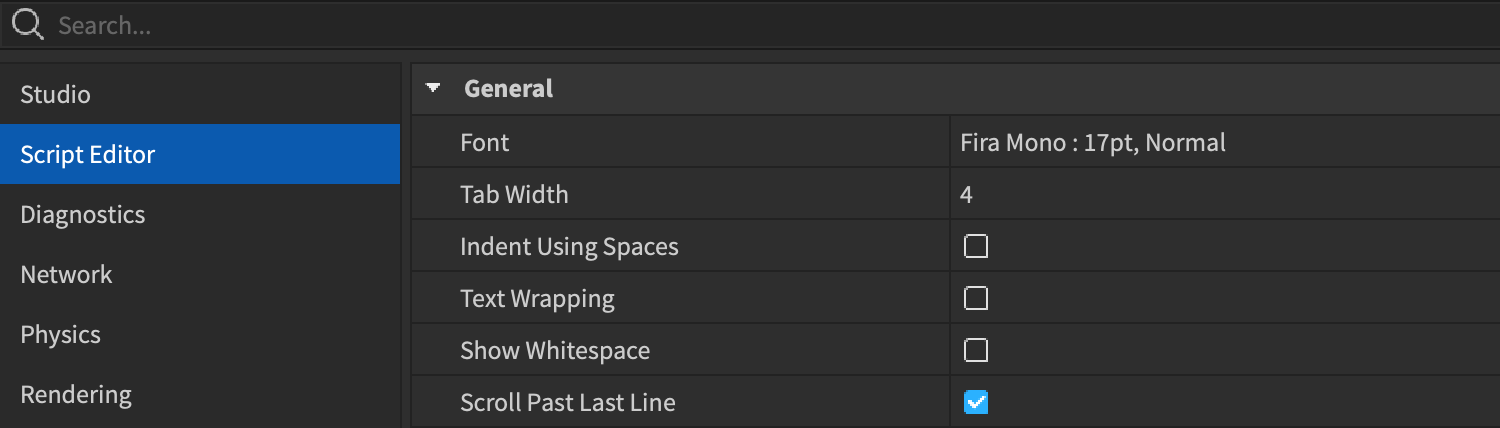 Search...
Studio
Script Editor
Diagnostics
Network
Physics
Rendering
General
Font Fira Mono : 17pt, Normal
Tab Width 4
Indent Using Spaces
Text Wrapping
Show Whitespace
Scroll Past Last Line